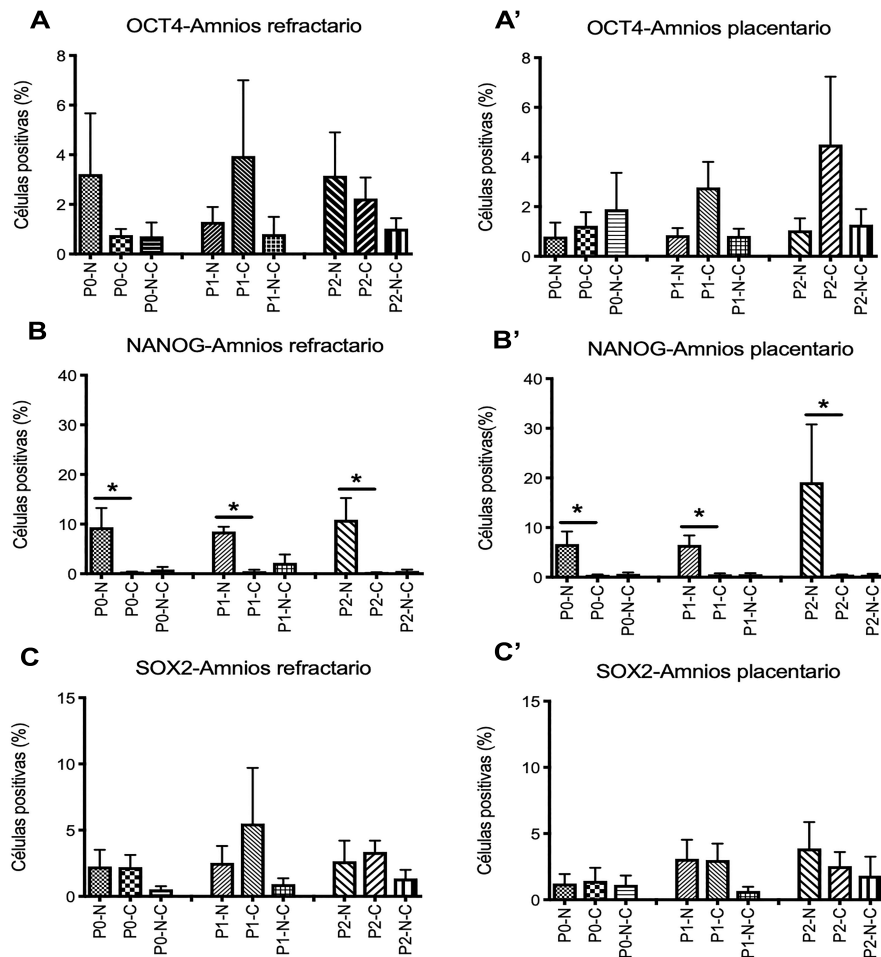 A
OCT4-Amnios refractario
Células positivas (%)
8
6
4
2
0
P0-N
P0-C
P0-N-C
P1-N
P1-C
P1-N-C
P2-N
P2-C
P2-N-C
A’
OCT4-Amnios placentario
Células positivas (%)
8
6
4
2
0
P0-N
P0-C
P0-N-C
P1-N
P1-C
P1-N-C
P2-N
P2-C
P2-N-C
B
NANOG-Amnios refractario
Células positivas (%)
40
30
20
10
0
*
*
*
P0-N
P0-C
P0-N-C
P1-N
P1-C
P1-N-C
P2-N
P2-C
P2-N-C
B’
NANOG-Amnios placentario
Células positivas(%)
40
30
20
10
0
*
*
*
P0-N
P0-C
P0-N-C
P1-N
P1-C
P1-N-C
P2-N
P2-C
P2-N-C
C
SOX2-Amnios refractario
Células positivas (%)
15
10
5
0
P0-N
P0-C
P0-N-C
P1-N
P1-C
P1-N-C
P2-N
P2-C
P2-N-C
C’
SOX2-Amnios placentario
Células positivas (%)
15
10
5
0
P0-N
P0-C
P0-N-C
P1-N
P1-C
P1-N-C
P2-N
P2-C
P2-N-C